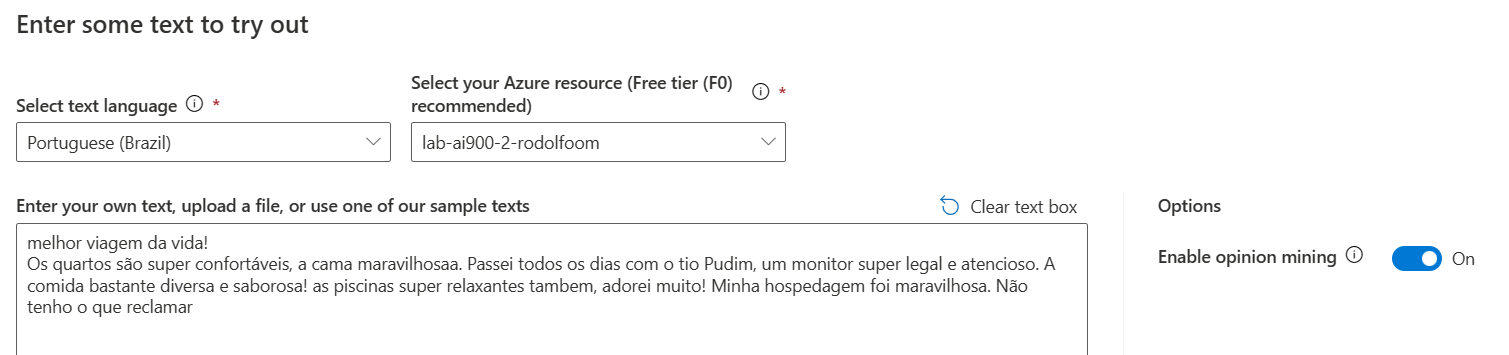 Enter some text to try out
Select text language *
Select your Azure resource (Free tier (F0) recommended) *
Portuguese (Brazil)
lab-ai900-2-rodolfoom
Enter your own text, upload a file, or use one of our sample texts
Clear text box
melhor viagem da vida!
Os quartos são super confortáveis, a cama maravilhosaa. Passei todos os dias com o tio Pudim, um monitor super legal e atencioso. A
comida bastante diversa e saborosa! as piscinas super relaxantes tambem, adorei muito! Minha hospedagem foi maravilhosa. Não
tenho o que reclamar
Options
Enable opinion mining
On